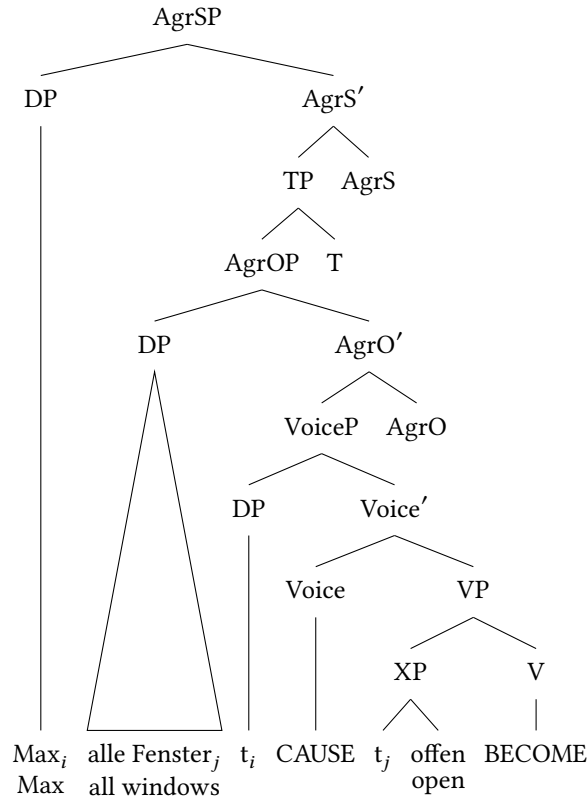 AgrSP
DP AgrS′
TP AgrS
AgrOP T
DP AgrO′
VoiceP AgrO
DP Voice′
Voice VP
XP V
Maxᵢ alle Fensterⱼ tᵢ CAUSE tⱼ offen BECOME
Max all windows open